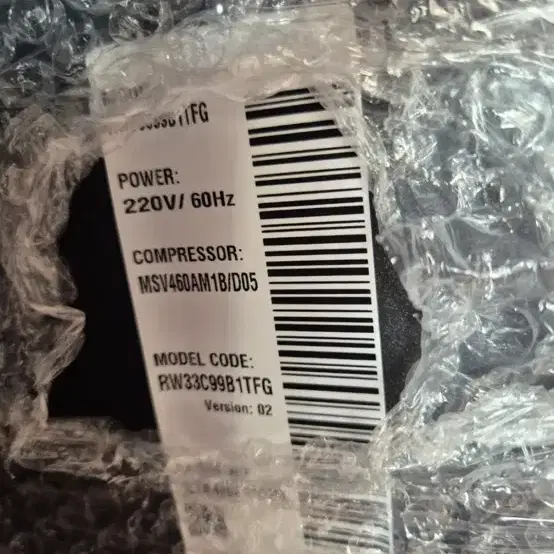 POWER:
220V/ 60Hz
COMPRESSOR:
MSV460AM1B/D05
MODEL CODE:
RW33C99B1TFG
Version: 02